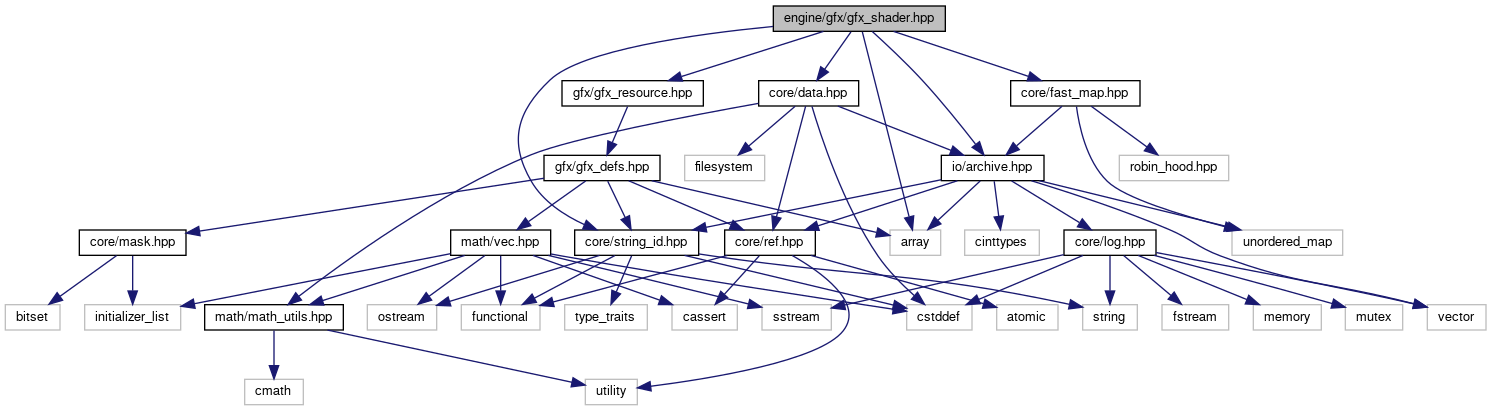 engine/gfx/gfx_shader.hpp
gfx/gfx_resource.hpp
core/data.hpp
core/fast_map.hpp
gfx/gfx_defs.hpp
filesystem
io/archive.hpp
robin_hood.hpp
core/mask.hpp
math/vec.hpp
core/string_id.hpp
core/ref.hpp
array
cinttypes
core/log.hpp
unordered_map
bitset
initializer_list
math/math_utils.hpp
ostream
functional
type_traits
cassert
sstream
cstddef
atomic
string
fstream
memory
mutex
vector
cmath
utility